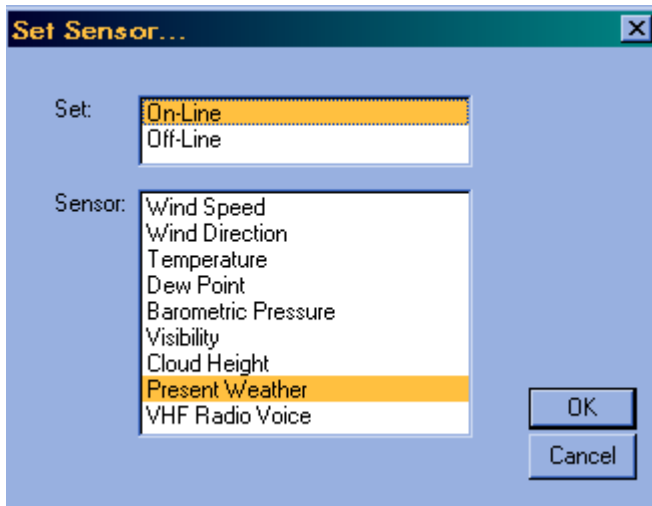 Set Sensor...
Set:
On-Line
Off-Line
Sensor:
Wind Speed
Wind Direction
Temperature
Dew Point
Barometric Pressure
Visibility
Cloud Height
Present Weather
VHF Radio Voice
OK
Cancel